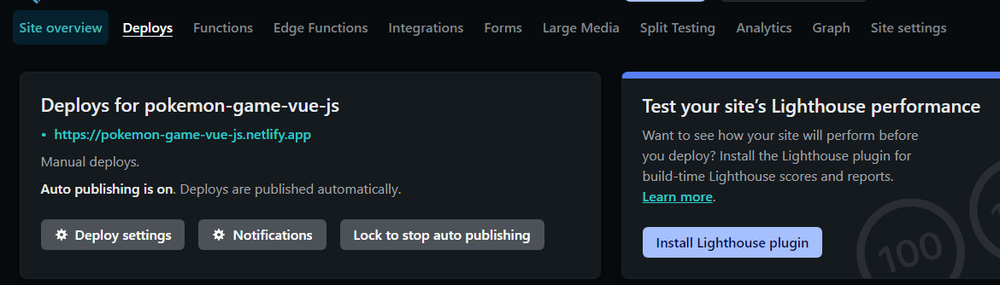 Site overview Deploys Functions Edge Functions Integrations Forms Large Media Split Testing Analytics Graph Site settings
Deploys for pokemon-game-vue-js
• https://pokemon-game-vue-js.netlify.app
Manual deploys.
Auto publishing is on. Deploys are published automatically.
Deploy settings Notifications Lock to stop auto publishing
Test your site’s Lighthouse performance
Want to see how your site will perform before
you deploy? Install the Lighthouse plugin for
build-time Lighthouse scores and reports.
Learn more.
Install Lighthouse plugin
100